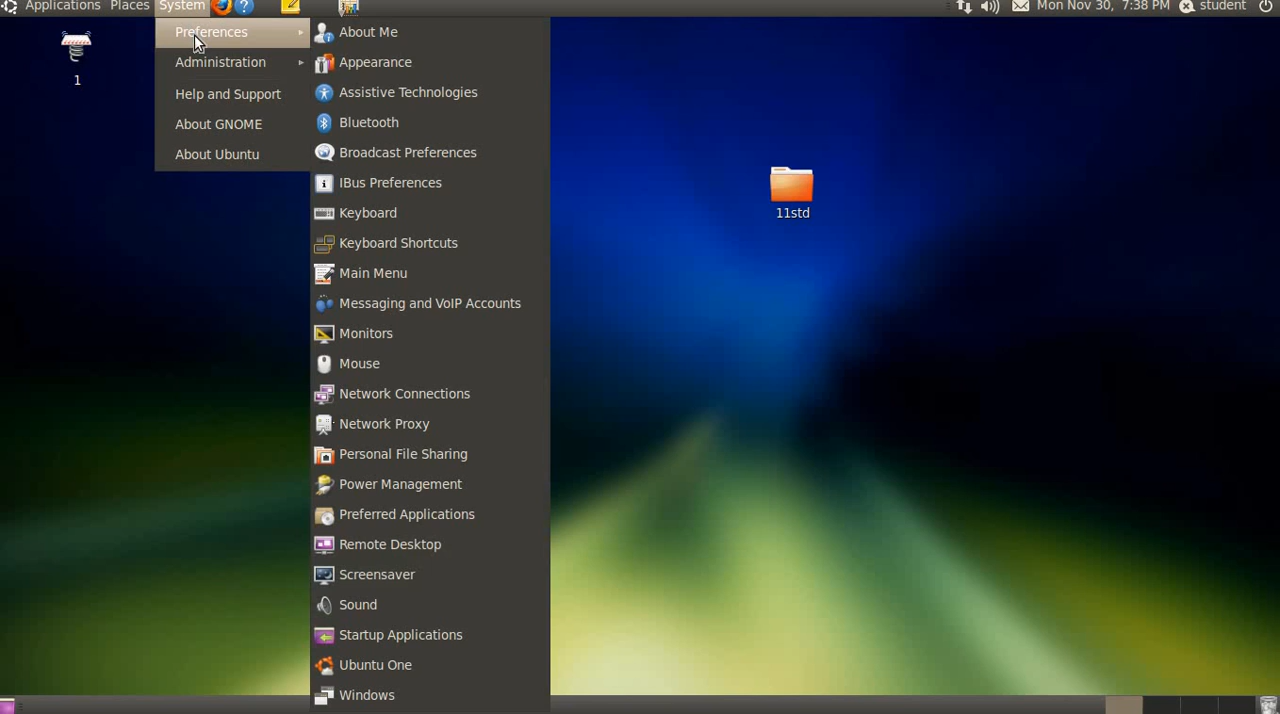 Applications Places System Mon Nov 30, 7:38 PM student
Preferences
Administration
Help and Support
About GNOME
About Ubuntu
About Me
Appearance
Assistive Technologies
Bluetooth
Broadcast Preferences
IBus Preferences
Keyboard
Keyboard Shortcuts
Main Menu
Messaging and VoIP Accounts
Monitors
Mouse
Network Connections
Network Proxy
Personal File Sharing
Power Management
Preferred Applications
Remote Desktop
Screensaver
Sound
Startup Applications
Ubuntu One
Windows
1
11std